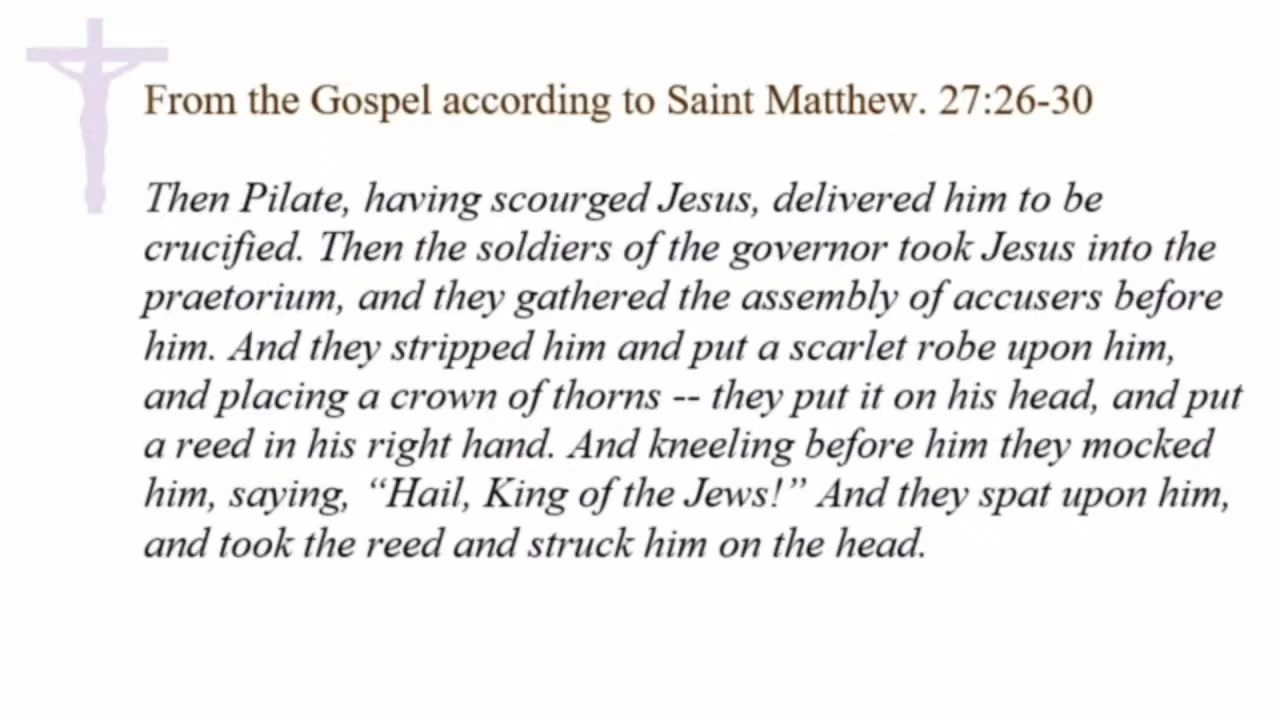 From the Gospel according to Saint Matthew. 27:26-30
Then Pilate, having scourged Jesus, delivered him to be
crucified. Then the soldiers of the governor took Jesus into the
praetorium, and they gathered the assembly of accusers before
him. And they stripped him and put a scarlet robe upon him,
and placing a crown of thorns -- they put it on his head, and put
a reed in his right hand. And kneeling before him they mocked
him, saying, “Hail, King of the Jews!” And they spat upon him,
and took the reed and struck him on the head.